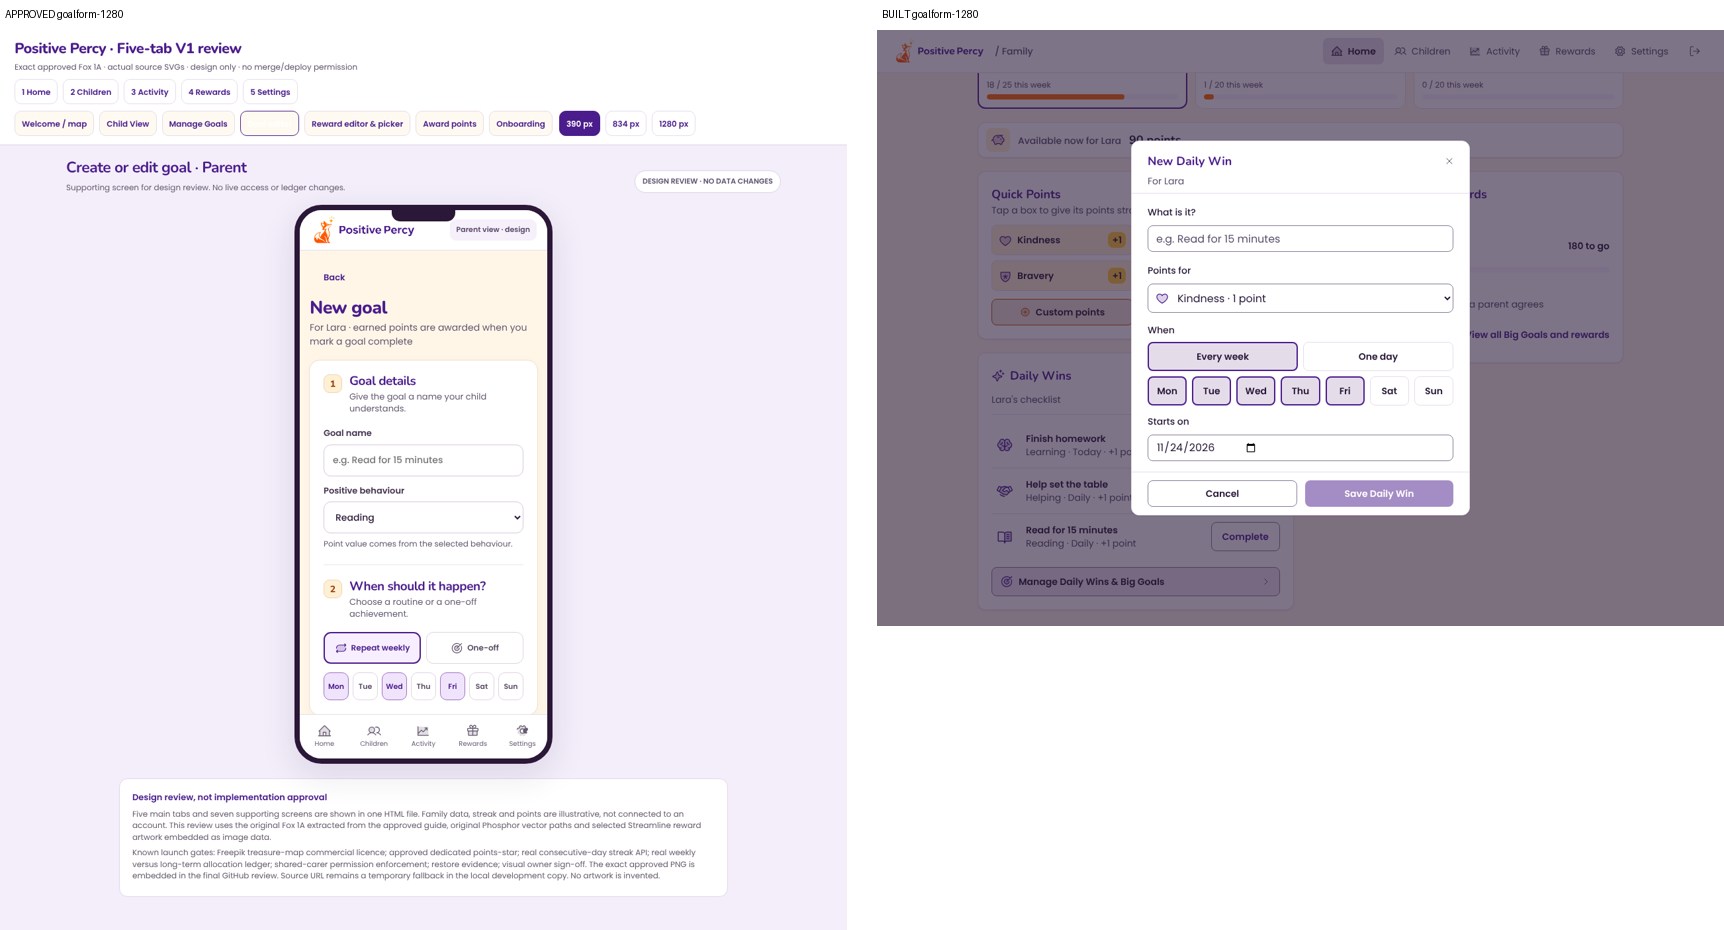 APPROVED goalform-1280
Positive Percy · Five-tab V1 review
Exact approved Fox 1A · actual source SVGs · design only · no merge/deploy permission
1 Home
2 Children
3 Activity
4 Rewards
5 Settings
Welcome / map
Child View
Manage Goals
Reward editor & picker
Award points
Onboarding
390 px
834 px
1280 px
Create or edit goal · Parent
Supporting screen for design review. No live access or ledger changes.
DESIGN REVIEW · NO DATA CHANGES
Positive Percy
Parent view · design
Back
New goal
For Lara · earned points are awarded when you
mark a goal complete
1
Goal details
Give the goal a name your child
understands.
Goal name
e.g. Read for 15 minutes
Positive behaviour
Reading
Point value comes from the selected behaviour.
2
When should it happen?
Choose a routine or a one-off
achievement.
Repeat weekly
One-off
Mon
Tue
Wed
Thu
Fri
Sat
Sun
Home
Children
Activity
Rewards
Settings
Design review, not implementation approval
Five main tabs and seven supporting screens are shown in one HTML file. Family data, streak and points are illustrative, not connected to an
account. This review uses the original Fox 1A extracted from the approved guide, original Phosphor vector paths and selected Streamline reward
artwork embedded as image data.
Known launch gates: Freepik treasure-map commercial licence; approved dedicated points-star; real consecutive-day streak API; real weekly
versus long-term allocation ledger; shared-carer permission enforcement; restore evidence; visual owner sign-off. The exact approved PNG is
embedded in the final GitHub review. Source URL remains a temporary fallback in the local development copy. No artwork is invented.
BUILT goalform-1280
Positive Percy
/ Family
Home
Children
Activity
Rewards
Settings
18 / 25 this week
1 / 20 this week
0 / 20 this week
Available now for Lara
90 points
Quick Points
Tap a box to give its points
Kindness
+1
Bravery
+1
Custom points
180 to go
a parent agrees
View all Big Goals and rewards
Daily Wins
Lara's checklist
Finish homework
Learning · Today · +1
Help set the table
Helping · Daily · +1 point
Read for 15 minutes
Reading · Daily · +1 point
Complete
Manage Daily Wins & Big Goals
New Daily Win
For Lara
What is it?
e.g. Read for 15 minutes
Points for
Kindness · 1 point
When
Every week
One day
Mon
Tue
Wed
Thu
Fri
Sat
Sun
Starts on
11/24/2026
Cancel
Save Daily Win